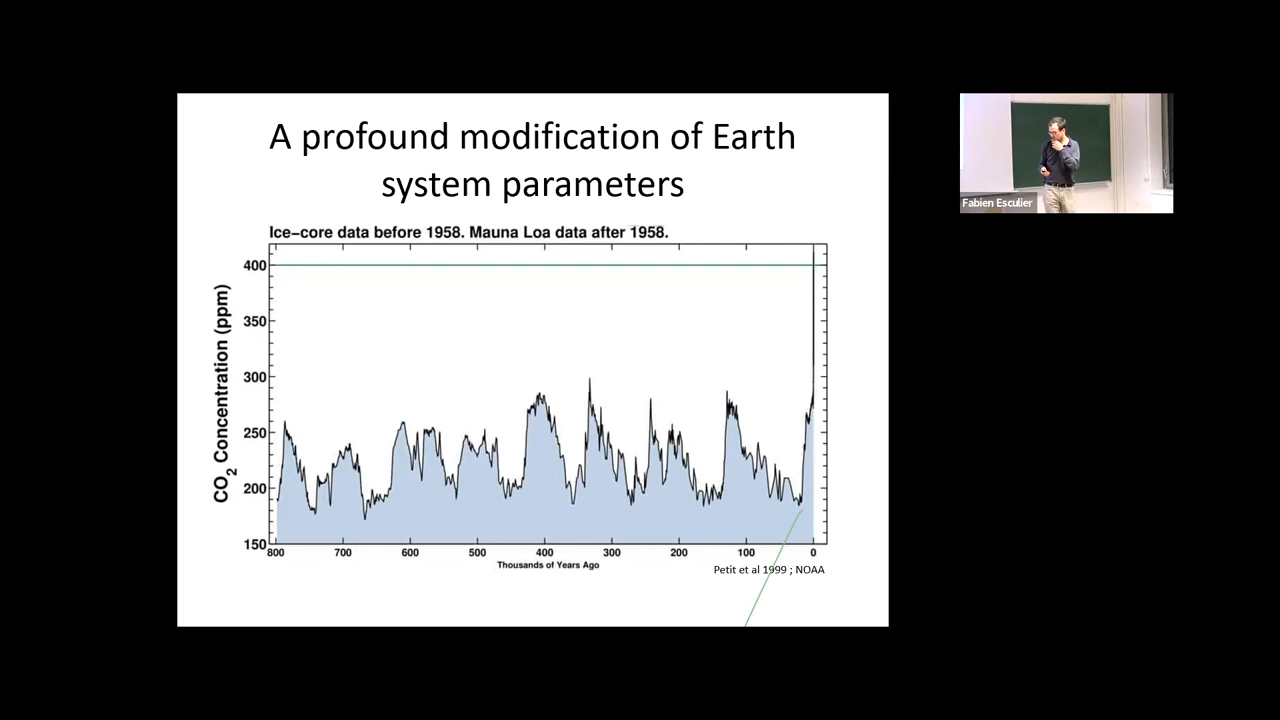 A profound modification of Earth
system parameters
Ice-core data before 1958. Mauna Loa data after 1958.
400
350
300
250
200
150
CO2 Concentration (ppm)
800 700 600 500 400 300 200 100 0
Thousands of Years Ago
Petit et al 1999 ; NOAA
Fabien Esculier